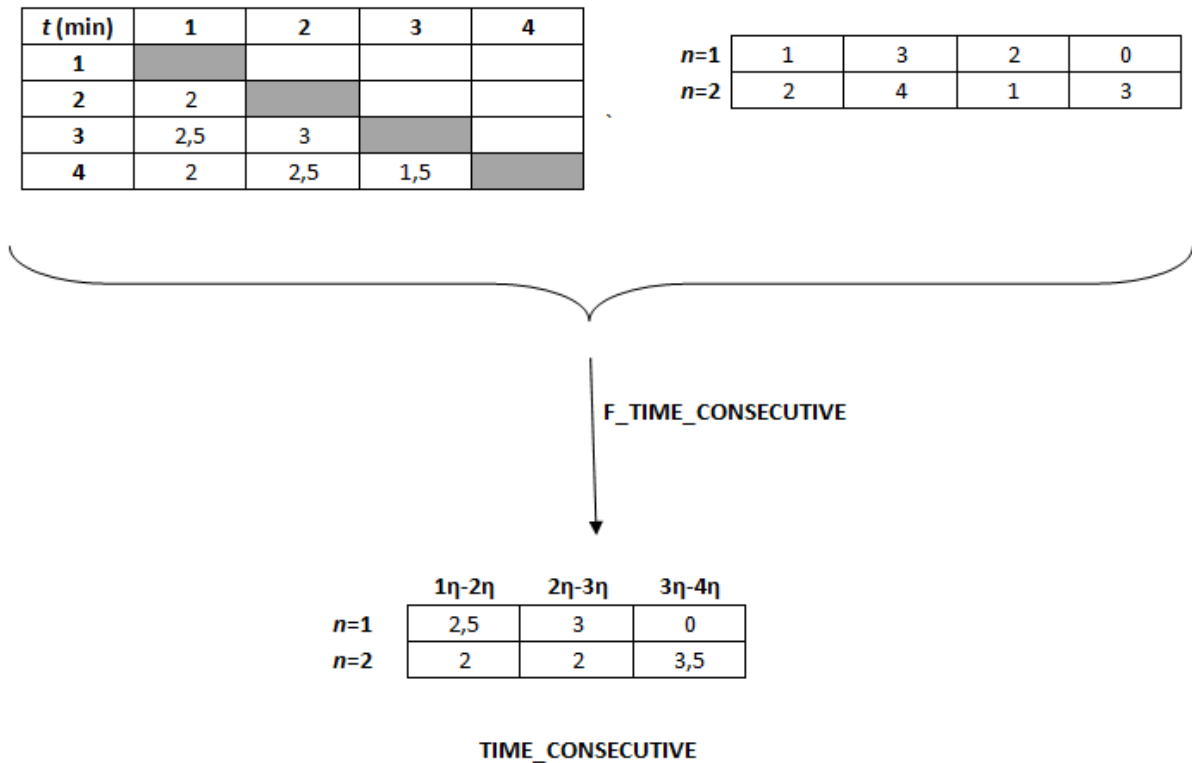 t (min) 1 2 3 4
1
2 2
3 2,5 3
4 2 2,5 1,5
n=1 1 3 2 0
n=2 2 4 1 3
F_TIME_CONSECUTIVE
1η-2η 2η-3η 3η-4η
n=1 2,5 3 0
n=2 2 2 3,5
TIME_CONSECUTIVE